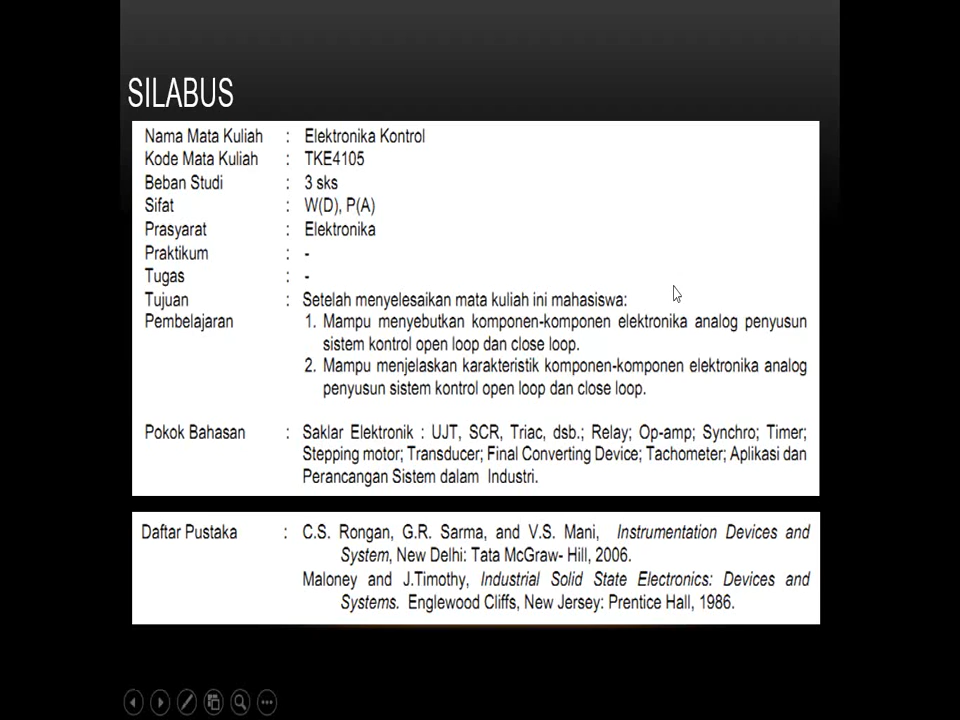 SILABUS
Nama Mata Kuliah : Elektronika Kontrol
Kode Mata Kuliah : TKE4105
Beban Studi : 3 sks
Sifat : W(D), P(A)
Prasyarat : Elektronika
Praktikum : -
Tugas : -
Tujuan : Setelah menyelesaikan mata kuliah ini mahasiswa:
Pembelajaran 1. Mampu menyebutkan komponen-komponen elektronika analog penyusun
sistem kontrol open loop dan close loop.
2. Mampu menjelaskan karakteristik komponen-komponen elektronika analog
penyusun sistem kontrol open loop dan close loop.
Pokok Bahasan : Saklar Elektronik : UJT, SCR, Triac, dsb.; Relay; Op-amp; Synchro; Timer;
Stepping motor; Transducer; Final Converting Device; Tachometer; Aplikasi dan
Perancangan Sistem dalam Industri.
Daftar Pustaka : C.S. Rongan, G.R. Sarma, and V.S. Mani, Instrumentation Devices and
System, New Delhi: Tata McGraw- Hill, 2006.
Maloney and J.Timothy, Industrial Solid State Electronics: Devices and
Systems. Englewood Cliffs, New Jersey: Prentice Hall, 1986.